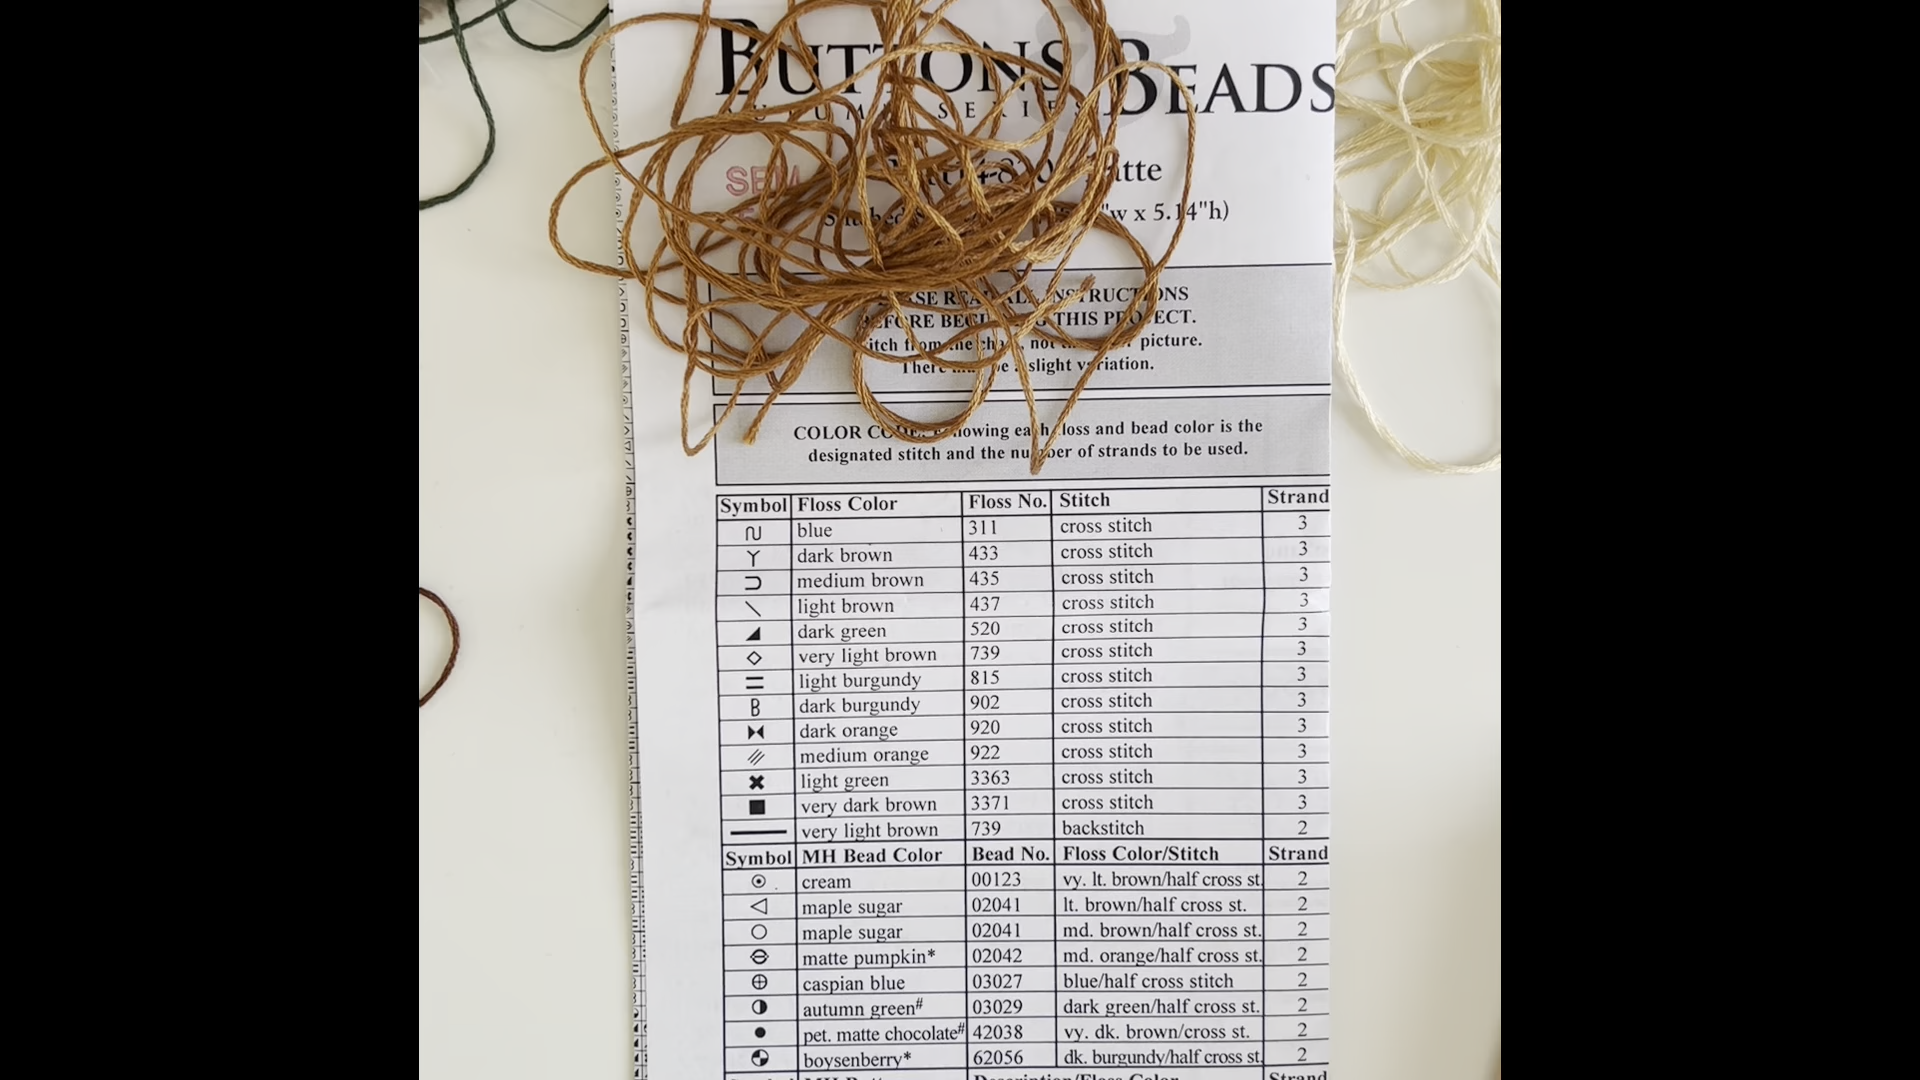 BUTTONS & BEADS
"w x 5.14"h)
INSTRUCTIONS
BEFORE THIS PROJECT.
not picture.
There slight variation.
COLOR each floss and bead color is the
designated stitch and the number of strands to be used.
Symbol Floss Color Floss No. Stitch Strand
blue 311 cross stitch 3
dark brown 433 cross stitch 3
medium brown 435 cross stitch 3
light brown 437 cross stitch 3
dark green 520 cross stitch 3
very light brown 739 cross stitch 3
light burgundy 815 cross stitch 3
dark burgundy 902 cross stitch 3
dark orange 920 cross stitch 3
medium orange 922 cross stitch 3
light green 3363 cross stitch 3
very dark brown 3371 cross stitch 3
very light brown 739 backstitch 2
Symbol MH Bead Color Bead No. Floss Color/Stitch Strand
cream 00123 vy. lt. brown/half cross st. 2
maple sugar 02041 lt. brown/half cross st. 2
maple sugar 02041 md. brown/half cross st. 2
matte pumpkin* 02042 md. orange/half cross st. 2
caspian blue 03027 blue/half cross stitch 2
autumn green# 03029 dark green/half cross st. 2
pet. matte chocolate# 42038 vy. dk. brown/cross st. 2
boysenberry* 62056 dk. burgundy/half cross st. 2